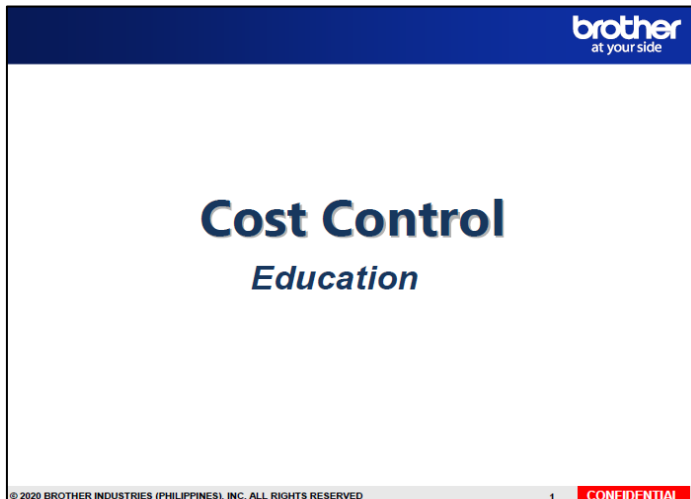 brother
at your side
Cost Control
Education
© 2020 BROTHER INDUSTRIES (PHILIPPINES), INC. ALL RIGHTS RESERVED 1 CONFIDENTIAL